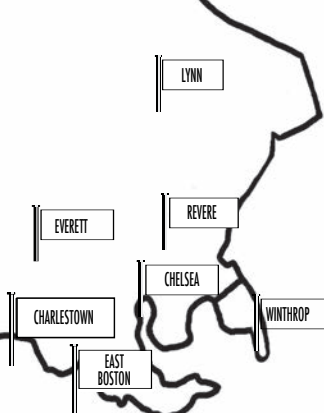 LYNN
REVERE
EVERETT
CHELSEA
CHARLESTOWN
WINTHROP
EAST
BOSTON